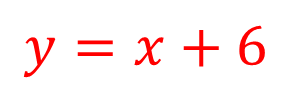 y = x + 6